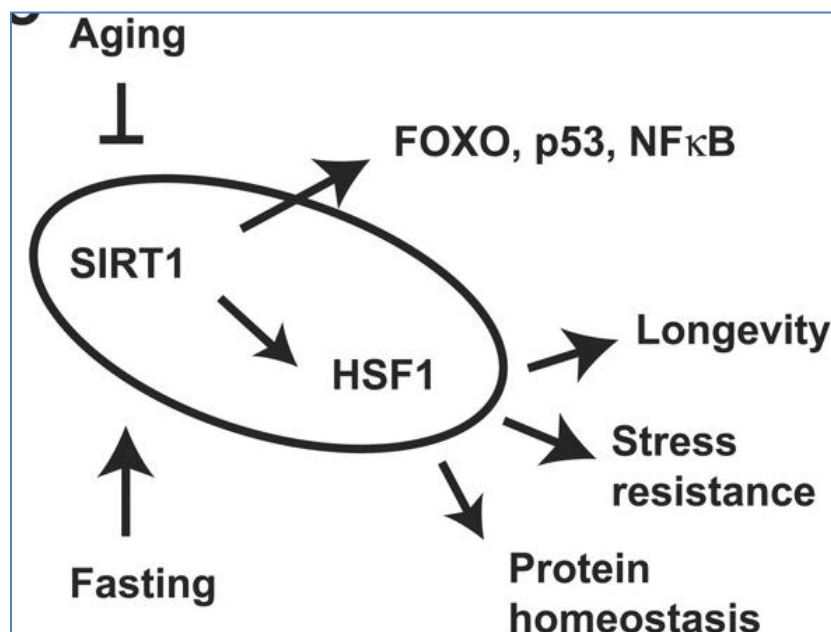 Aging
FOXO, p53, NFκB
SIRT1
HSF1
Longevity
Stress
resistance
Fasting
Protein
homeostasis